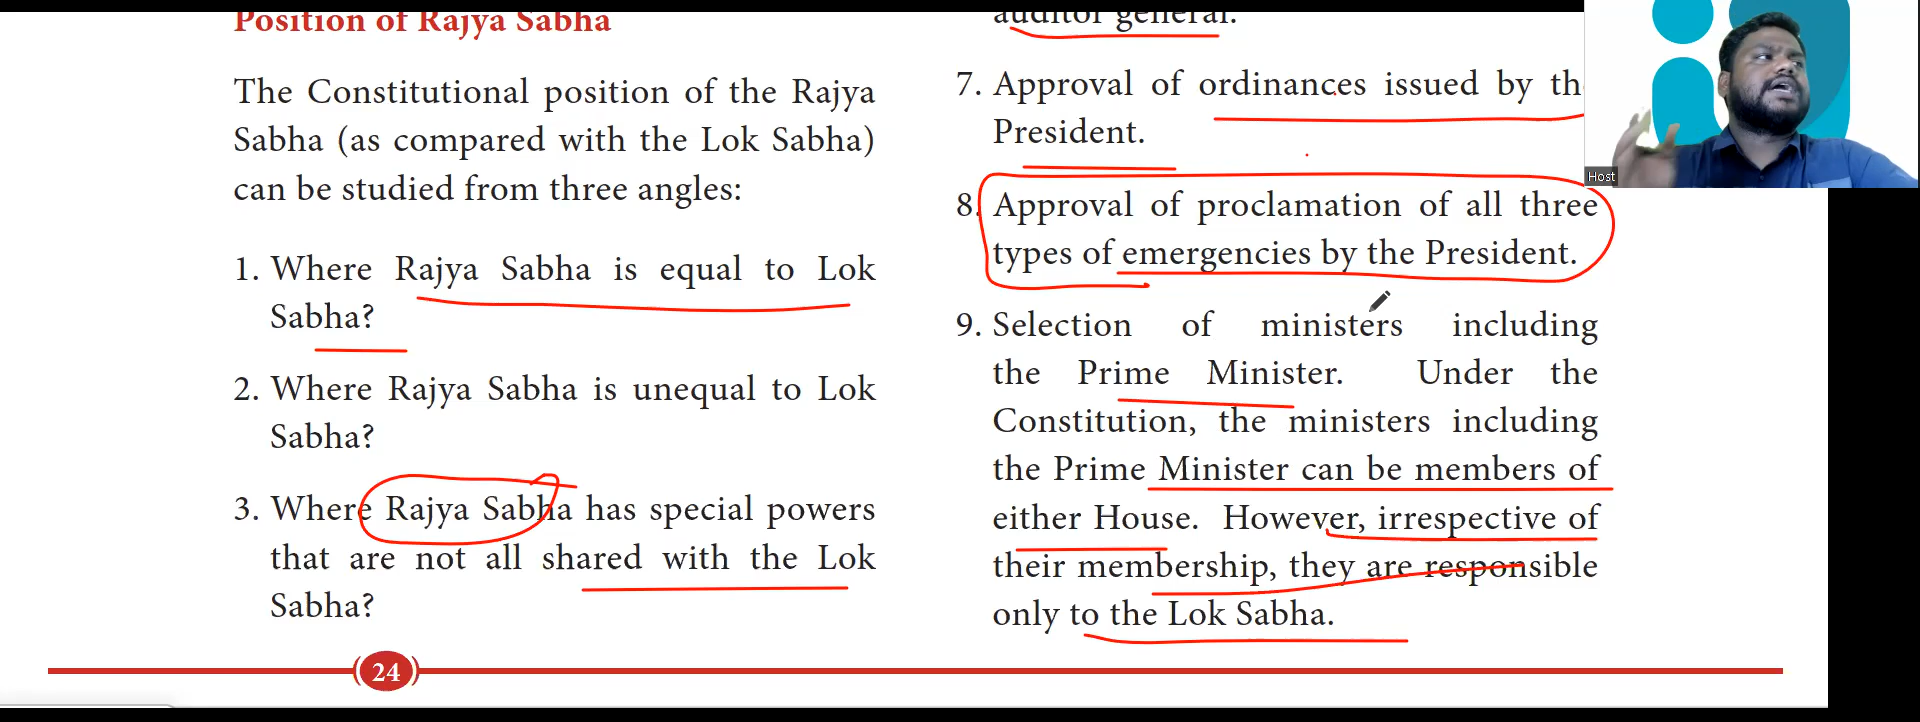 Position of Rajya Sabha
The Constitutional position of the Rajya
Sabha (as compared with the Lok Sabha)
can be studied from three angles:
1. Where Rajya Sabha is equal to Lok
Sabha?
2. Where Rajya Sabha is unequal to Lok
Sabha?
3. Where Rajya Sabha has special powers
that are not all shared with the Lok
Sabha?
auditor general.
7. Approval of ordinances issued by the
President.
8. Approval of proclamation of all three
types of emergencies by the President.
9. Selection of ministers including
the Prime Minister. Under the
Constitution, the ministers including
the Prime Minister can be members of
either House. However, irrespective of
their membership, they are responsible
only to the Lok Sabha.
24
Host